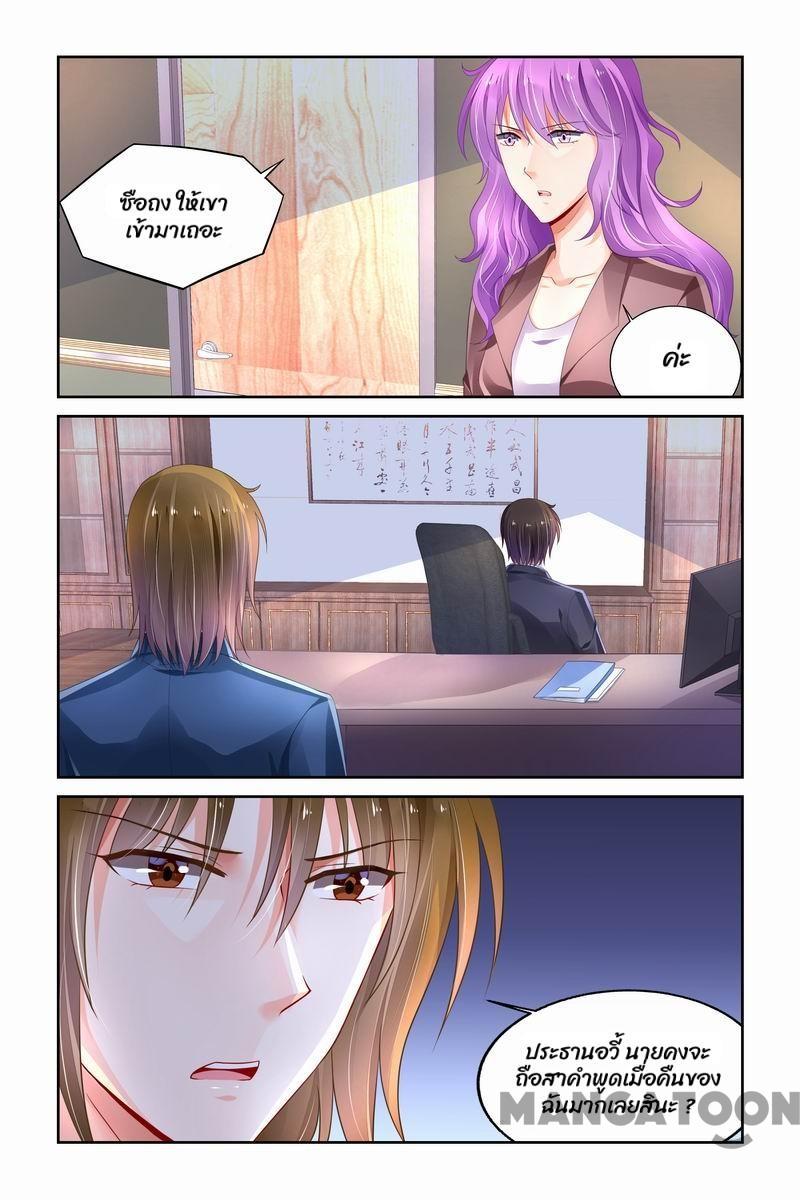 ซือถง ให้เขา
เข้ามาเถอะ
ค่ะ
ประธานอวี้ นายคงจะ
ถือสาคำพูดเมื่อคืนของ
ฉันมากเลยสินะ ?
MANGATOON